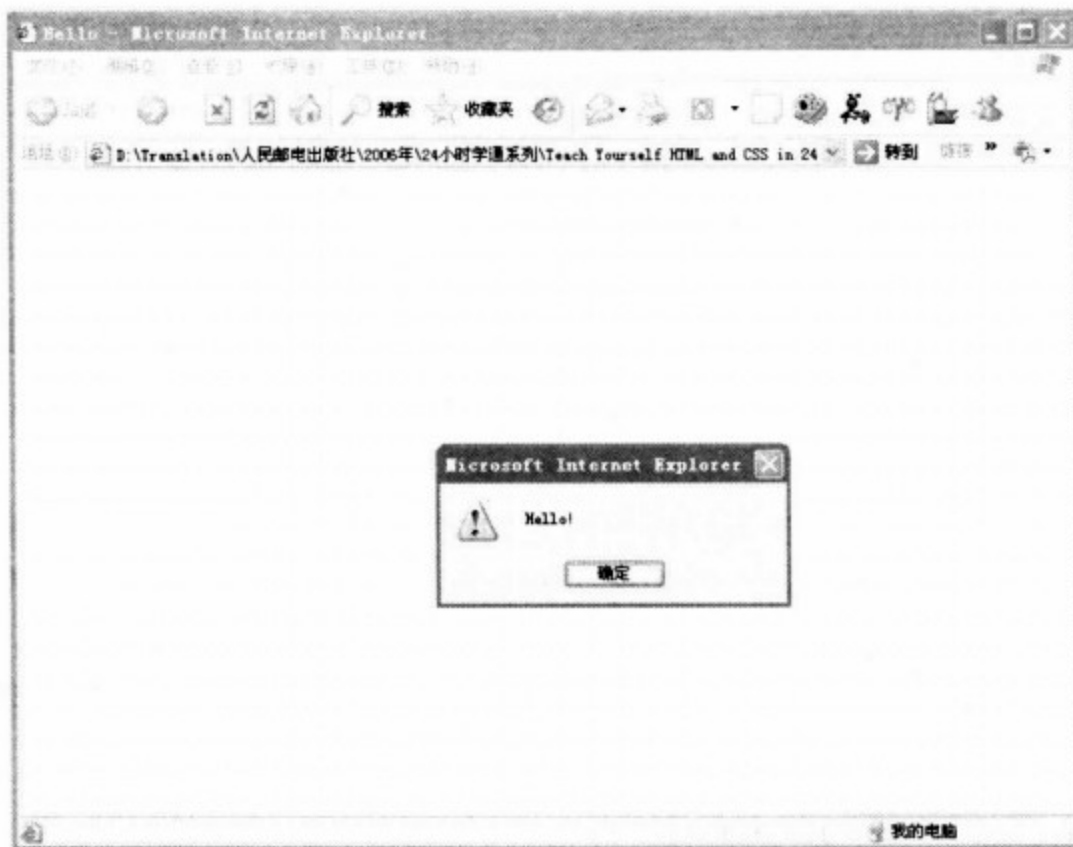 Hello - Microsoft Internet Explorer
搜索 收藏夹
D:\Translation\人民邮电出版社\2006年\24小时学通系列\Teach Yourself HTML and CSS in 24 转到 »
Microsoft Internet Explorer
Hello!
确定
我的电脑